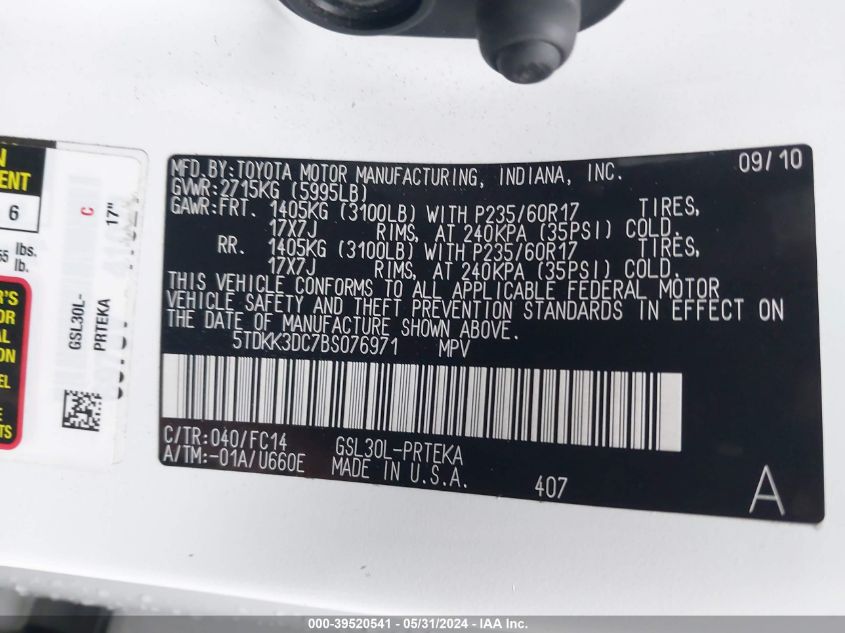 MFD.BY:TOYOTA MOTOR MANUFACTURING, INDIANA, INC. 09/10
GVWR:2715KG (5995LB)
GAWR:FRT. 1405KG (3100LB) WITH P235/60R17 TIRES,
17X7J RIMS, AT 240KPA (35PSI) COLD.
RR. 1405KG (3100LB) WITH P235/60R17 TIRES,
17X7J RIMS, AT 240KPA (35PSI) COLD.
THIS VEHICLE CONFORMS TO ALL APPLICABLE FEDERAL MOTOR
VEHICLE SAFETY AND THEFT PREVENTION STANDARDS IN EFFECT ON
THE DATE OF MANUFACTURE SHOWN ABOVE.
5TDKK3DC7BS076971 MPV
C/TR:040/FC14 GSL30L-PRTEKA
A/TM:-01A/U660E MADE IN U.S.A. 407
A
6
lbs.
lb.
GSL30L-
PRTEKA
C
17"
000-39520541 - 05/31/2024 - IAA Inc.